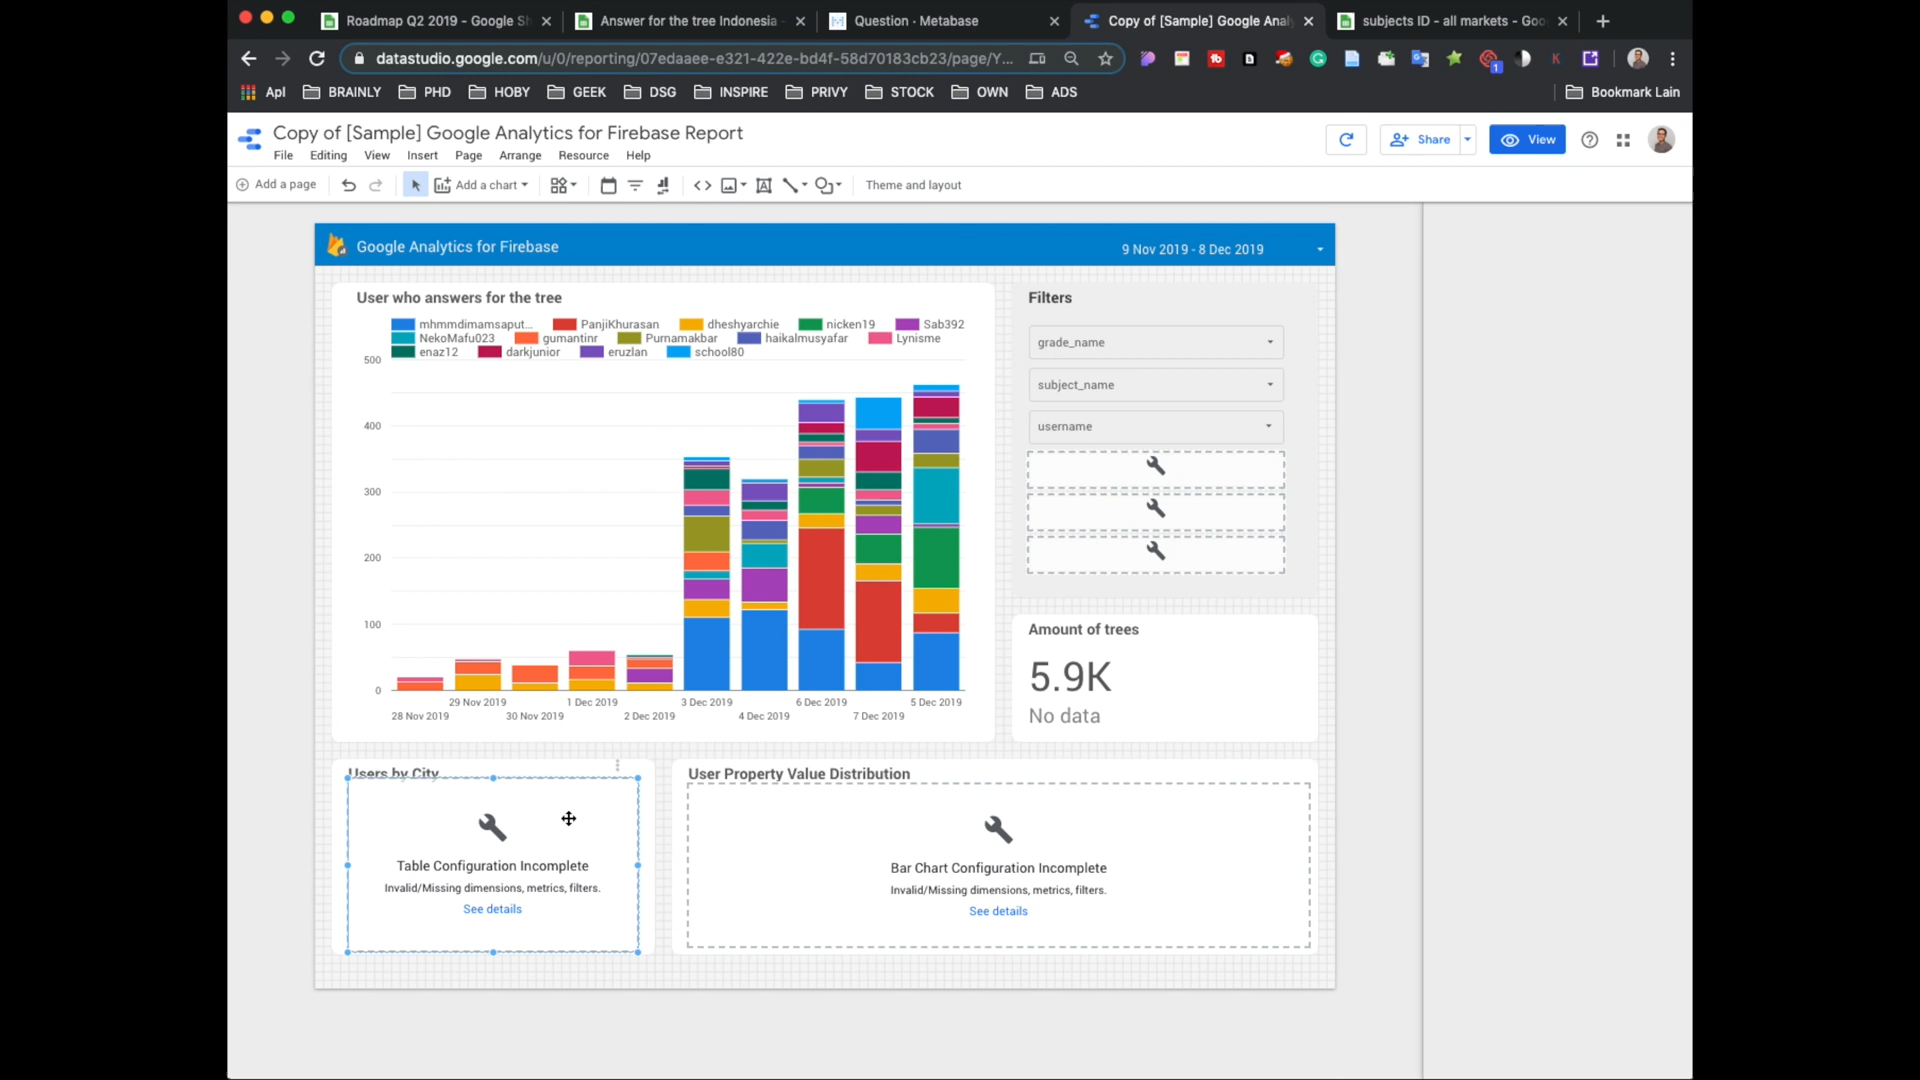 Roadmap Q2 2019 - Google Sh
Answer for the tree Indonesia -
Question · Metabase
Copy of [Sample] Google Anal
subjects ID - all markets - Goo
datastudio.google.com/u/0/reporting/07edaaee-e321-422e-bd4f-58d70183cb23/page/Y...
Apl BRAINLY PHD HOBY GEEK DSG INSPIRE PRIVY STOCK OWN ADS Bookmark Lain
Copy of [Sample] Google Analytics for Firebase Report
File Editing View Insert Page Arrange Resource Help
Share View
Add a page Add a chart Theme and layout
Google Analytics for Firebase
9 Nov 2019 - 8 Dec 2019
User who answers for the tree
mhmmdimamsaput... PanjiKhurasan dheshyarchie nicken19 Sab392
NekoMafu023 gumantinr Purnamakbar haikalmusyafar Lynisme
enaz12 darkjunior eruzlan school80
500
400
300
200
100
0
29 Nov 2019 1 Dec 2019 3 Dec 2019 6 Dec 2019 5 Dec 2019
28 Nov 2019 30 Nov 2019 2 Dec 2019 4 Dec 2019 7 Dec 2019
Filters
grade_name
subject_name
username
Amount of trees
5.9K
No data
Users by City
Table Configuration Incomplete
Invalid/Missing dimensions, metrics, filters.
See details
User Property Value Distribution
Bar Chart Configuration Incomplete
Invalid/Missing dimensions, metrics, filters.
See details